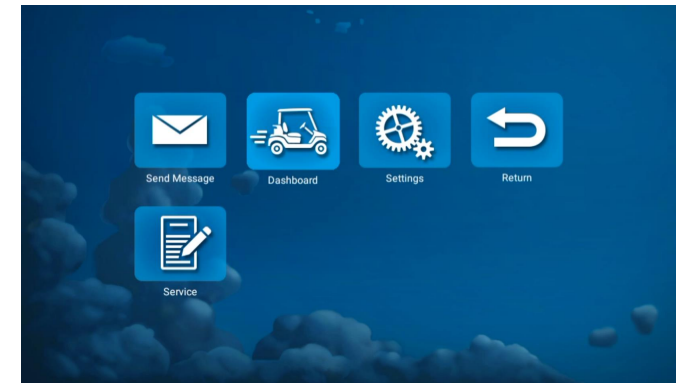 Send Message
Dashboard
Settings
Return
Service